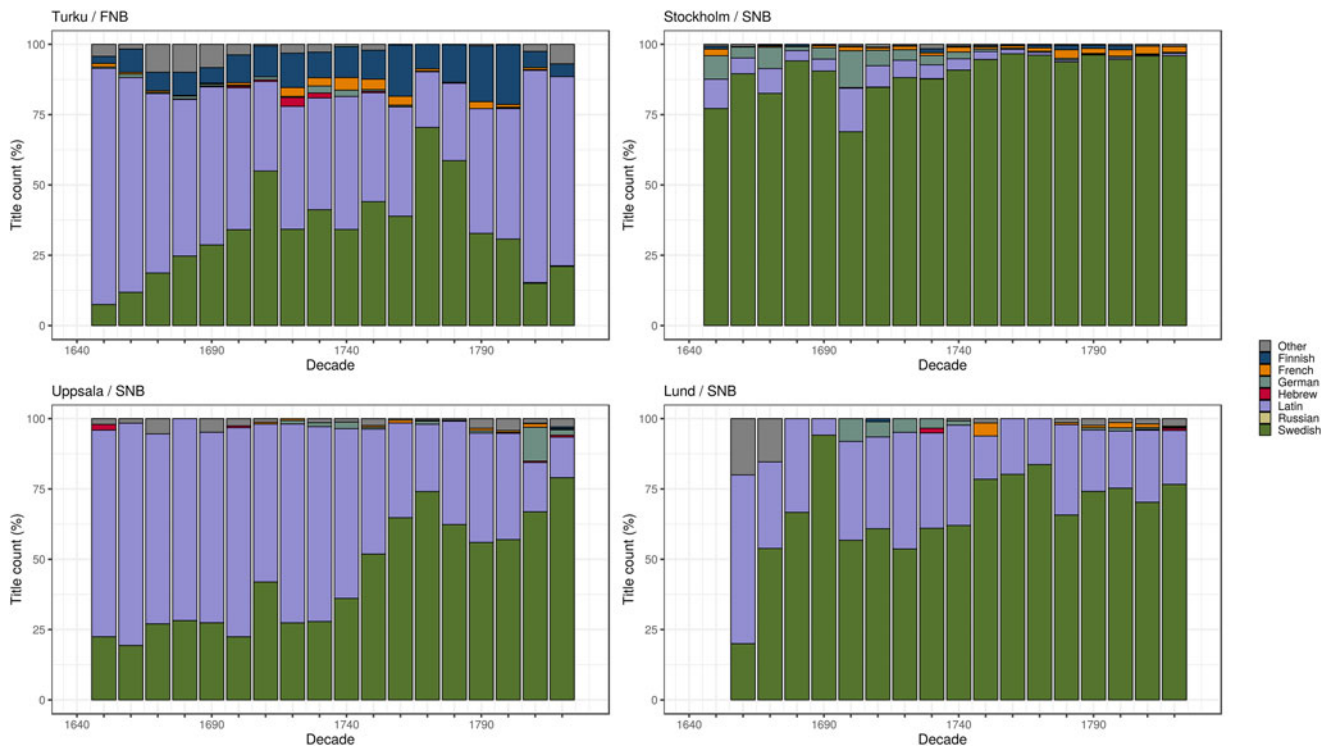 Turku / FNB
Title count (%)
100
75
50
25
0
1640
1690
1740
1790
Decade
Stockholm / SNB
Title count (%)
100
75
50
25
0
1640
1690
1740
1790
Decade
Uppsala / SNB
Title count (%)
100
75
50
25
0
1640
1690
1740
1790
Decade
Lund / SNB
Title count (%)
100
75
50
25
0
1640
1690
1740
1790
Decade
Other
Finnish
French
German
Hebrew
Latin
Russian
Swedish